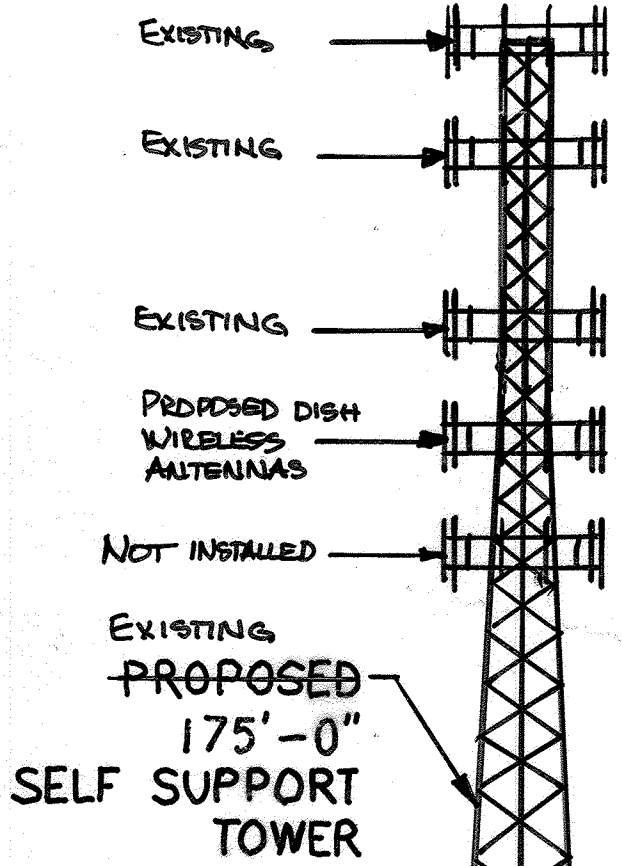 EXISTING
EXISTING
EXISTING
PROPOSED DISH
WIRELESS
ANTENNAS
NOT INSTALLED
EXISTING
PROPOSED
175'-0"
SELF SUPPORT
TOWER